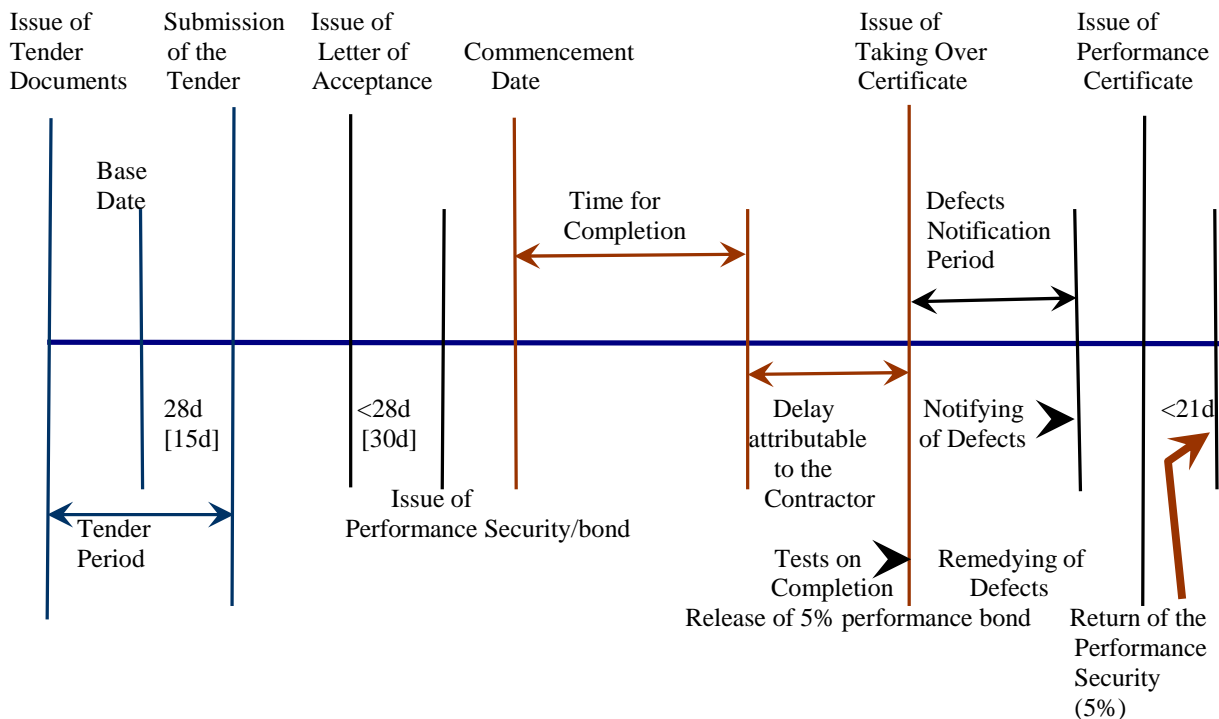 Issue of
Tender
Documents
Submission
of the
Tender
Issue of
Letter of
Acceptance
Commencement
Date
Issue of
Taking Over
Certificate
Issue of
Performance
Certificate
Base
Date
Time for
Completion
Defects
Notification
Period
28d
[15d]
<28d
[30d]
Delay
attributable
to the
Contractor
Notifying
of Defects
<21d
Issue of
Performance Security/bond
Tender
Period
Tests on
Completion
Remedying of
Defects
Release of 5% performance bond
Return of the
Performance
Security
(5%)